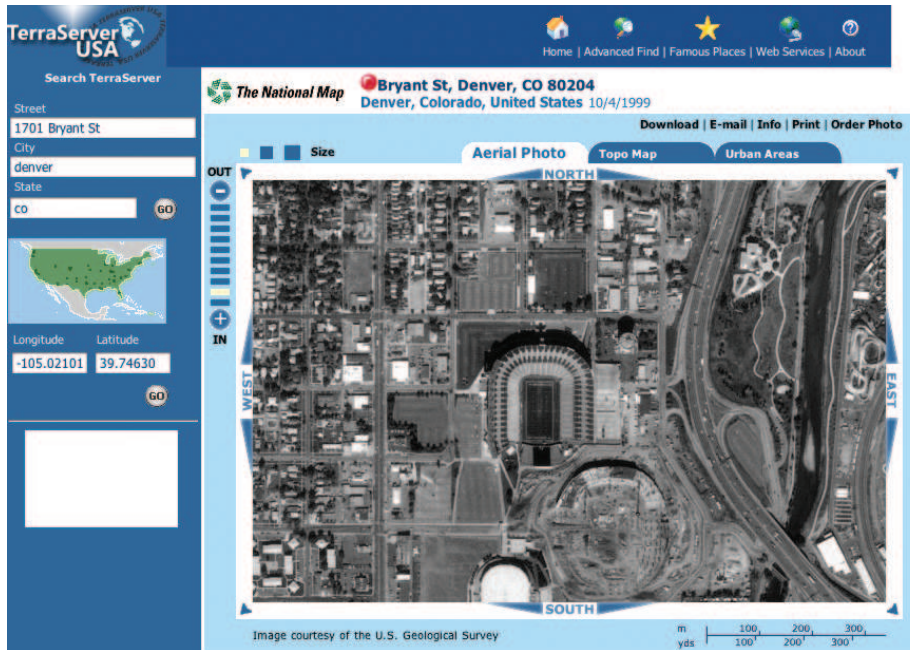 TerraServer
USA
Home | Advanced Find | Famous Places | Web Services | About
Search TerraServer
Street
1701 Bryant St
City
denver
State
co
GO
Longitude Latitude
-105.02101 39.74630
GO
The National Map
Bryant St, Denver, CO 80204
Denver, Colorado, United States 10/4/1999
Download | E-mail | Info | Print | Order Photo
Size
Aerial Photo Topo Map Urban Areas
OUT
IN
NORTH
WEST
EAST
SOUTH
Image courtesy of the U.S. Geological Survey
m 100 200 300
yds 100 200 300